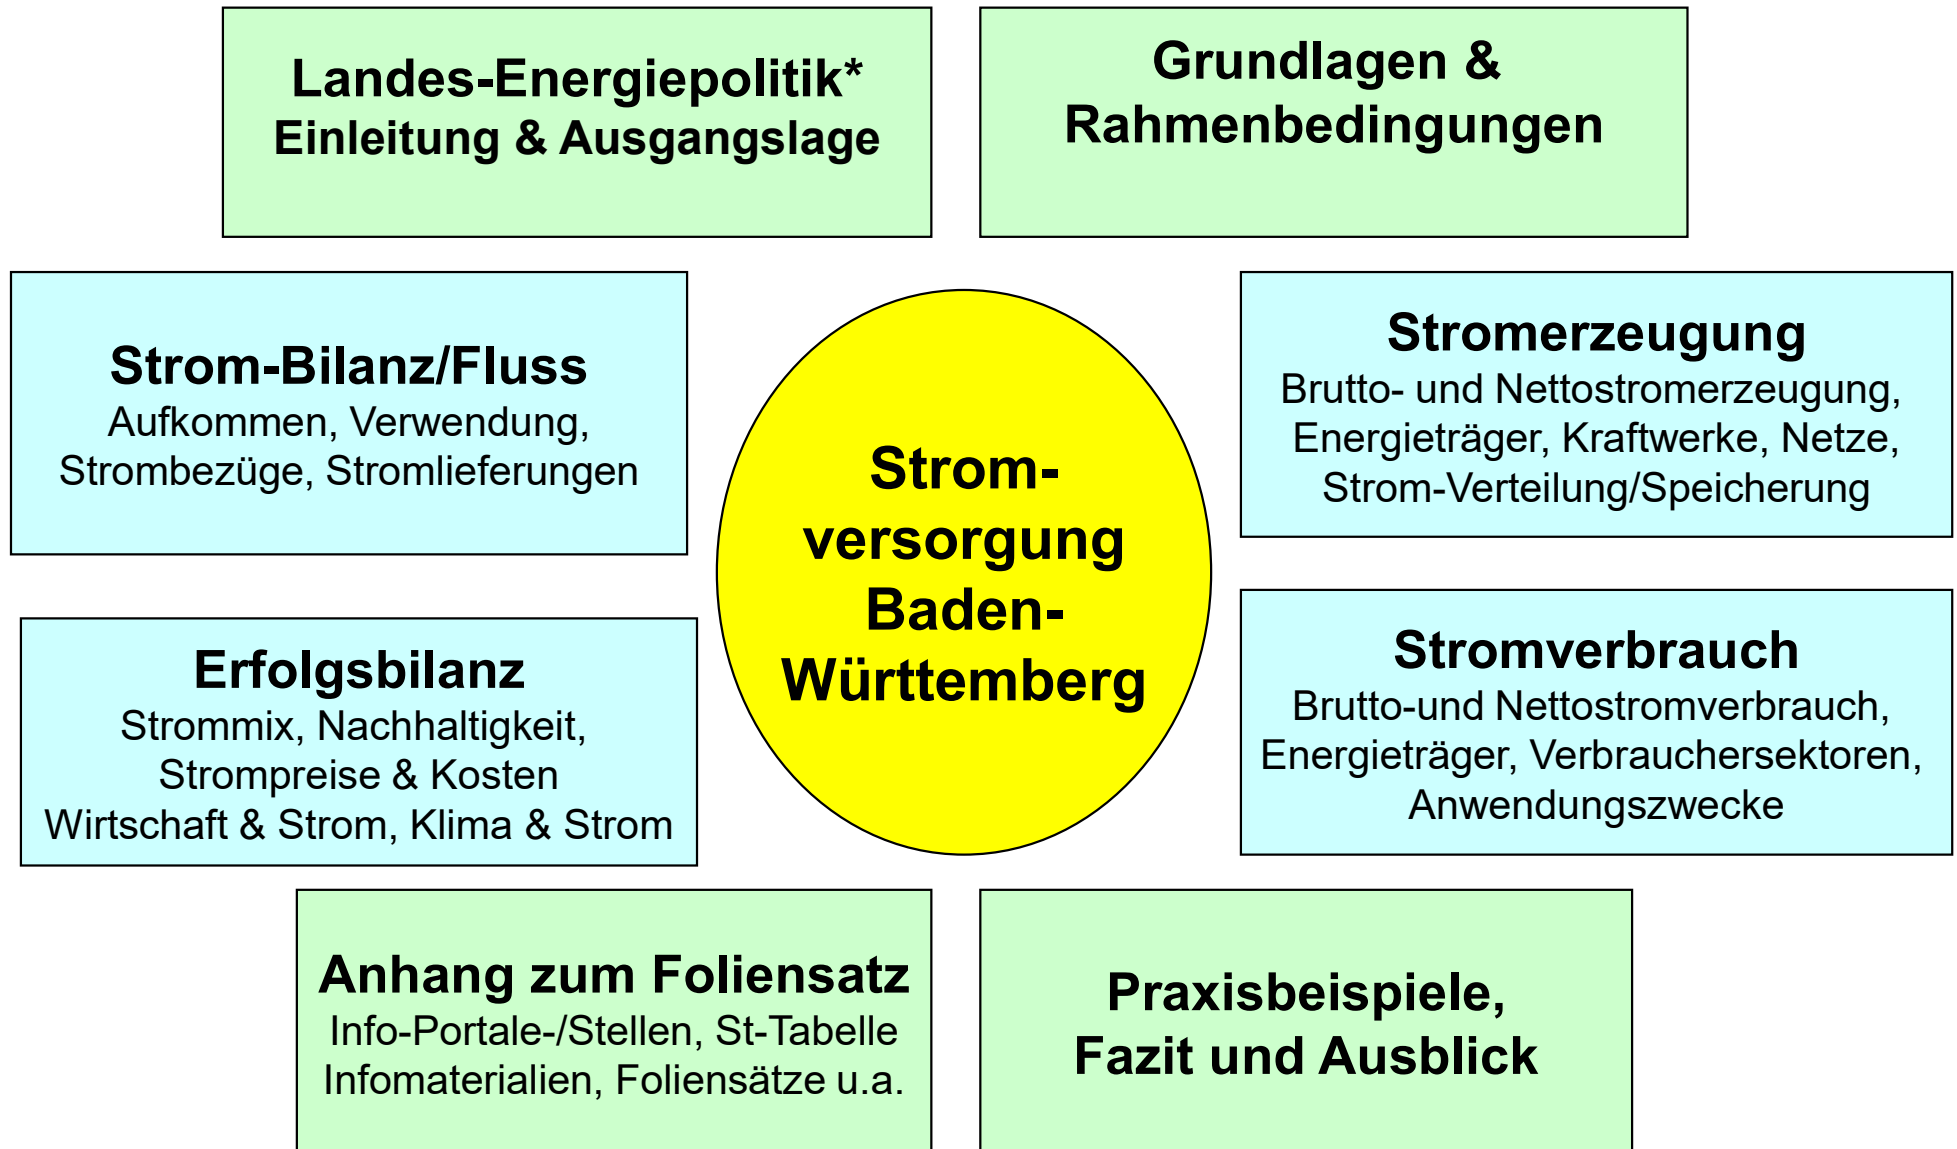 Landes-Energiepolitik*
Einleitung & Ausgangslage
Grundlagen &
Rahmenbedingungen
Strom-Bilanz/Fluss
Aufkommen, Verwendung,
Strombezüge, Stromlieferungen
Strom-
versorgung
Baden-
Württemberg
Stromerzeugung
Brutto- und Nettostromerzeugung,
Energieträger, Kraftwerke, Netze,
Strom-Verteilung/Speicherung
Erfolgsbilanz
Strommix, Nachhaltigkeit,
Strompreise & Kosten
Wirtschaft & Strom, Klima & Strom
Stromverbrauch
Brutto-und Nettostromverbrauch,
Energieträger, Verbrauchersektoren,
Anwendungszwecke
Anhang zum Foliensatz
Info-Portale-/Stellen, St-Tabelle
Infomaterialien, Foliensätze u.a.
Praxisbeispiele,
Fazit und Ausblick